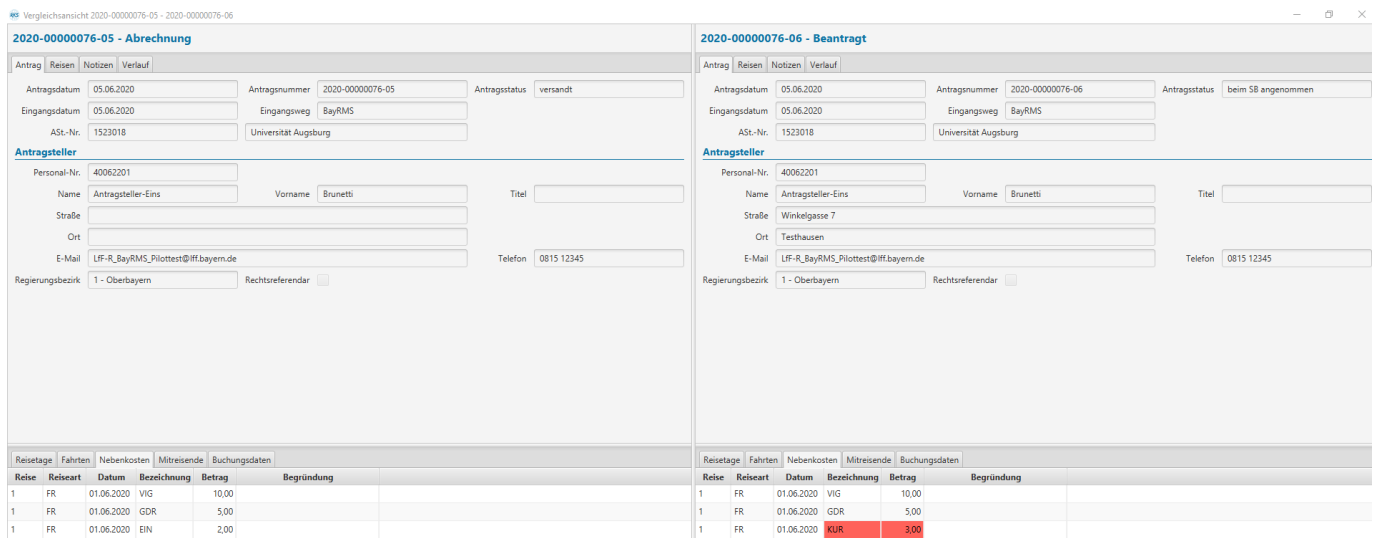 RKS Vergleichsansicht 2020-00000076-05 - 2020-00000076-06
2020-00000076-05 - Abrechnung
Antrag Reisen Notizen Verlauf
Antragsdatum 05.06.2020 Antragsnummer 2020-00000076-05 Antragsstatus versandt
Eingangsdatum 05.06.2020 Eingangsweg BayRMS
ASt.-Nr. 1523018 Universität Augsburg
Antragsteller
Personal-Nr. 40062201
Name Antragsteller-Eins Vorname Brunetti Titel
Straße
Ort
E-Mail LfF-R_BayRMS_Pilottest@lff.bayern.de Telefon 0815 12345
Regierungsbezirk 1 - Oberbayern Rechtsreferendar
Reisetage Fahrten Nebenkosten Mitreisende Buchungsdaten
Reise Reiseart Datum Bezeichnung Betrag Begründung
1 FR 01.06.2020 VIG 10,00
1 FR 01.06.2020 GDR 5,00
1 FR 01.06.2020 EIN 2,00
2020-00000076-06 - Beantragt
Antrag Reisen Notizen Verlauf
Antragsdatum 05.06.2020 Antragsnummer 2020-00000076-06 Antragsstatus beim SB angenommen
Eingangsdatum 05.06.2020 Eingangsweg BayRMS
ASt.-Nr. 1523018 Universität Augsburg
Antragsteller
Personal-Nr. 40062201
Name Antragsteller-Eins Vorname Brunetti Titel
Straße Winkelgasse 7
Ort Testhausen
E-Mail LfF-R_BayRMS_Pilottest@lff.bayern.de Telefon 0815 12345
Regierungsbezirk 1 - Oberbayern Rechtsreferendar
Reisetage Fahrten Nebenkosten Mitreisende Buchungsdaten
Reise Reiseart Datum Bezeichnung Betrag Begründung
1 FR 01.06.2020 VIG 10,00
1 FR 01.06.2020 GDR 5,00
1 FR 01.06.2020 KUR 3,00